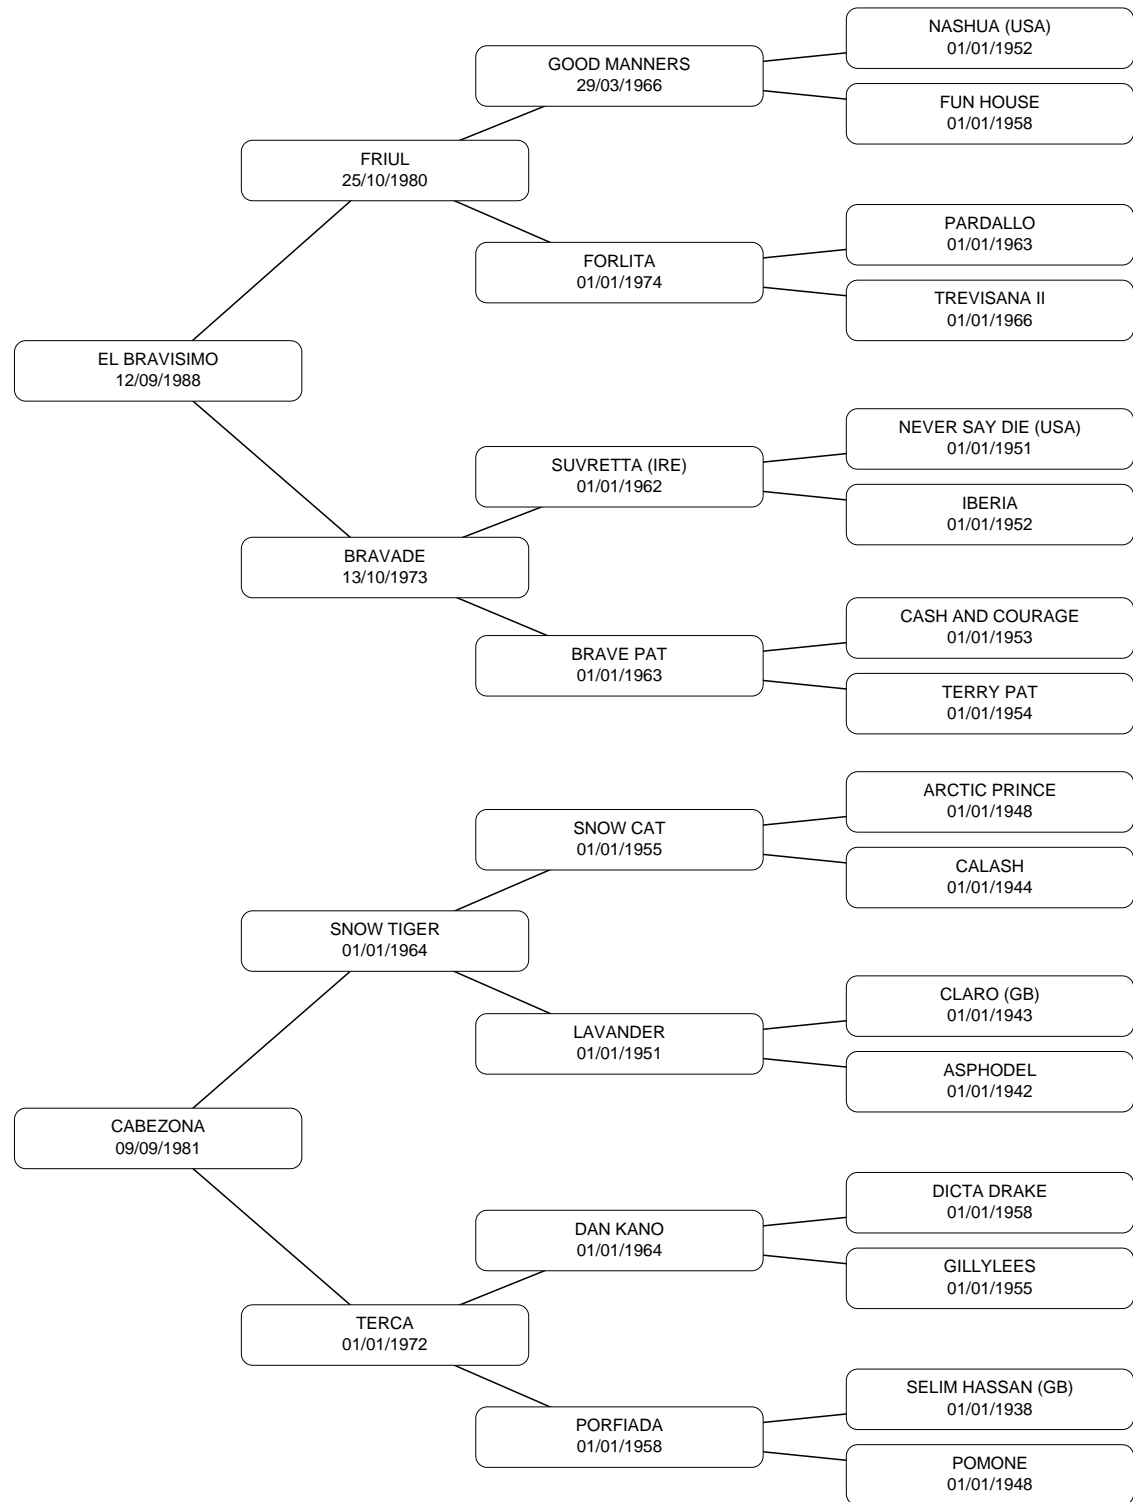 NASHUA (USA)
01/01/1952
GOOD MANNERS
29/03/1966
FUN HOUSE
01/01/1958
FRIUL
25/10/1980
PARDALLO
01/01/1963
FORLITA
01/01/1974
TREVISANA II
01/01/1966
EL BRAVISIMO
12/09/1988
NEVER SAY DIE (USA)
01/01/1951
SUVRETTA (IRE)
01/01/1962
IBERIA
01/01/1952
BRAVADE
13/10/1973
CASH AND COURAGE
01/01/1953
BRAVE PAT
01/01/1963
TERRY PAT
01/01/1954
ARCTIC PRINCE
01/01/1948
SNOW CAT
01/01/1955
CALASH
01/01/1944
SNOW TIGER
01/01/1964
CLARO (GB)
01/01/1943
LAVANDER
01/01/1951
ASPHODEL
01/01/1942
CABEZONA
09/09/1981
DICTA DRAKE
01/01/1958
DAN KANO
01/01/1964
GILLYLEES
01/01/1955
TERCA
01/01/1972
SELIM HASSAN (GB)
01/01/1938
PORFIADA
01/01/1958
POMONE
01/01/1948